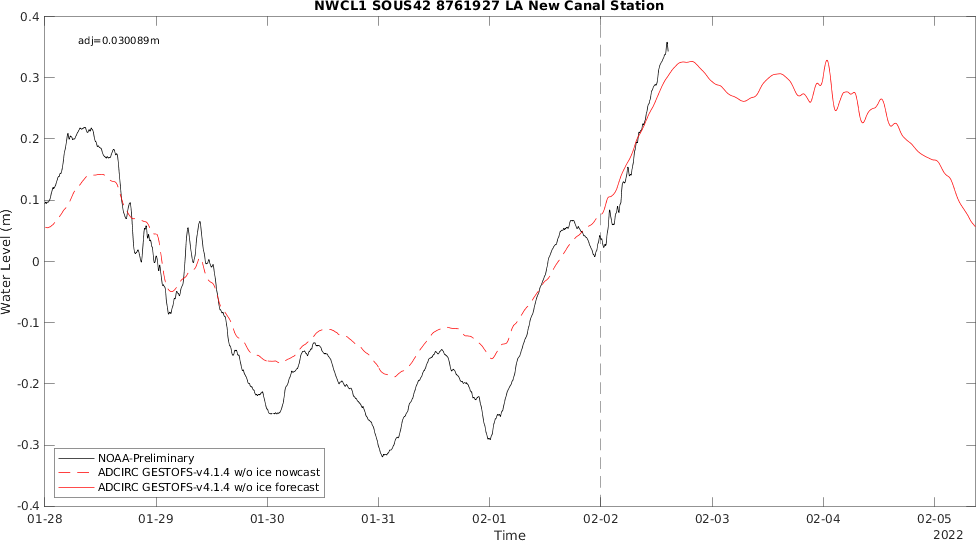 NWCL1 SOUS42 8761927 LA New Canal Station
adj=0.030089m
Water Level (m)
0.4
0.3
0.2
0.1
0
-0.1
-0.2
-0.3
-0.4
NOAA-Preliminary
ADCIRC GESTOFS-v4.1.4 w/o ice nowcast
ADCIRC GESTOFS-v4.1.4 w/o ice forecast
01-28 01-29 01-30 01-31 02-01 02-02 02-03 02-04 02-05
Time
2022